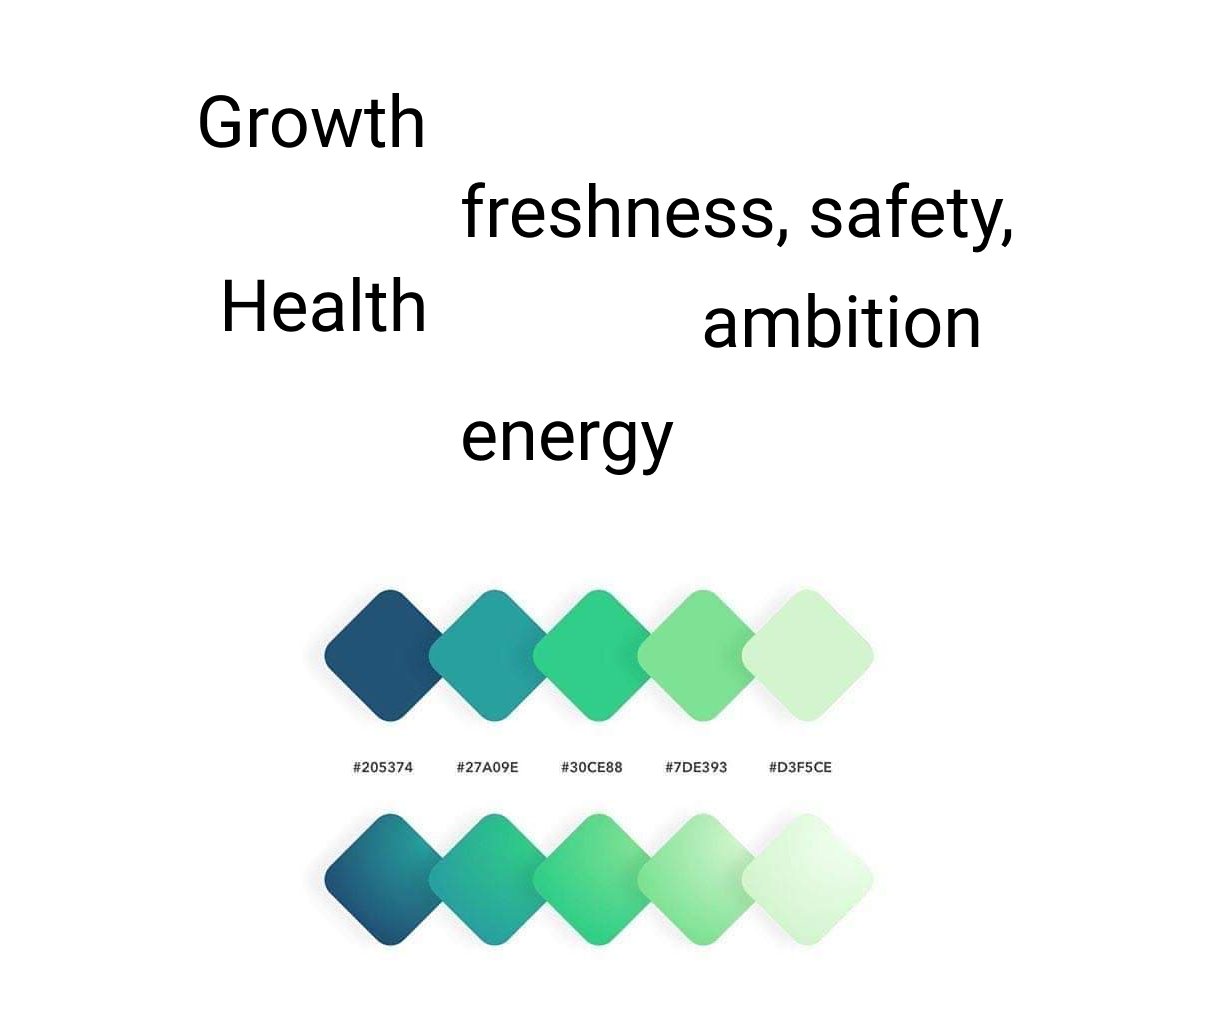 Growth
freshness, safety,
Health
ambition
energy
#205374 #27A09E #30CE88 #7DE393 #D3F5CE